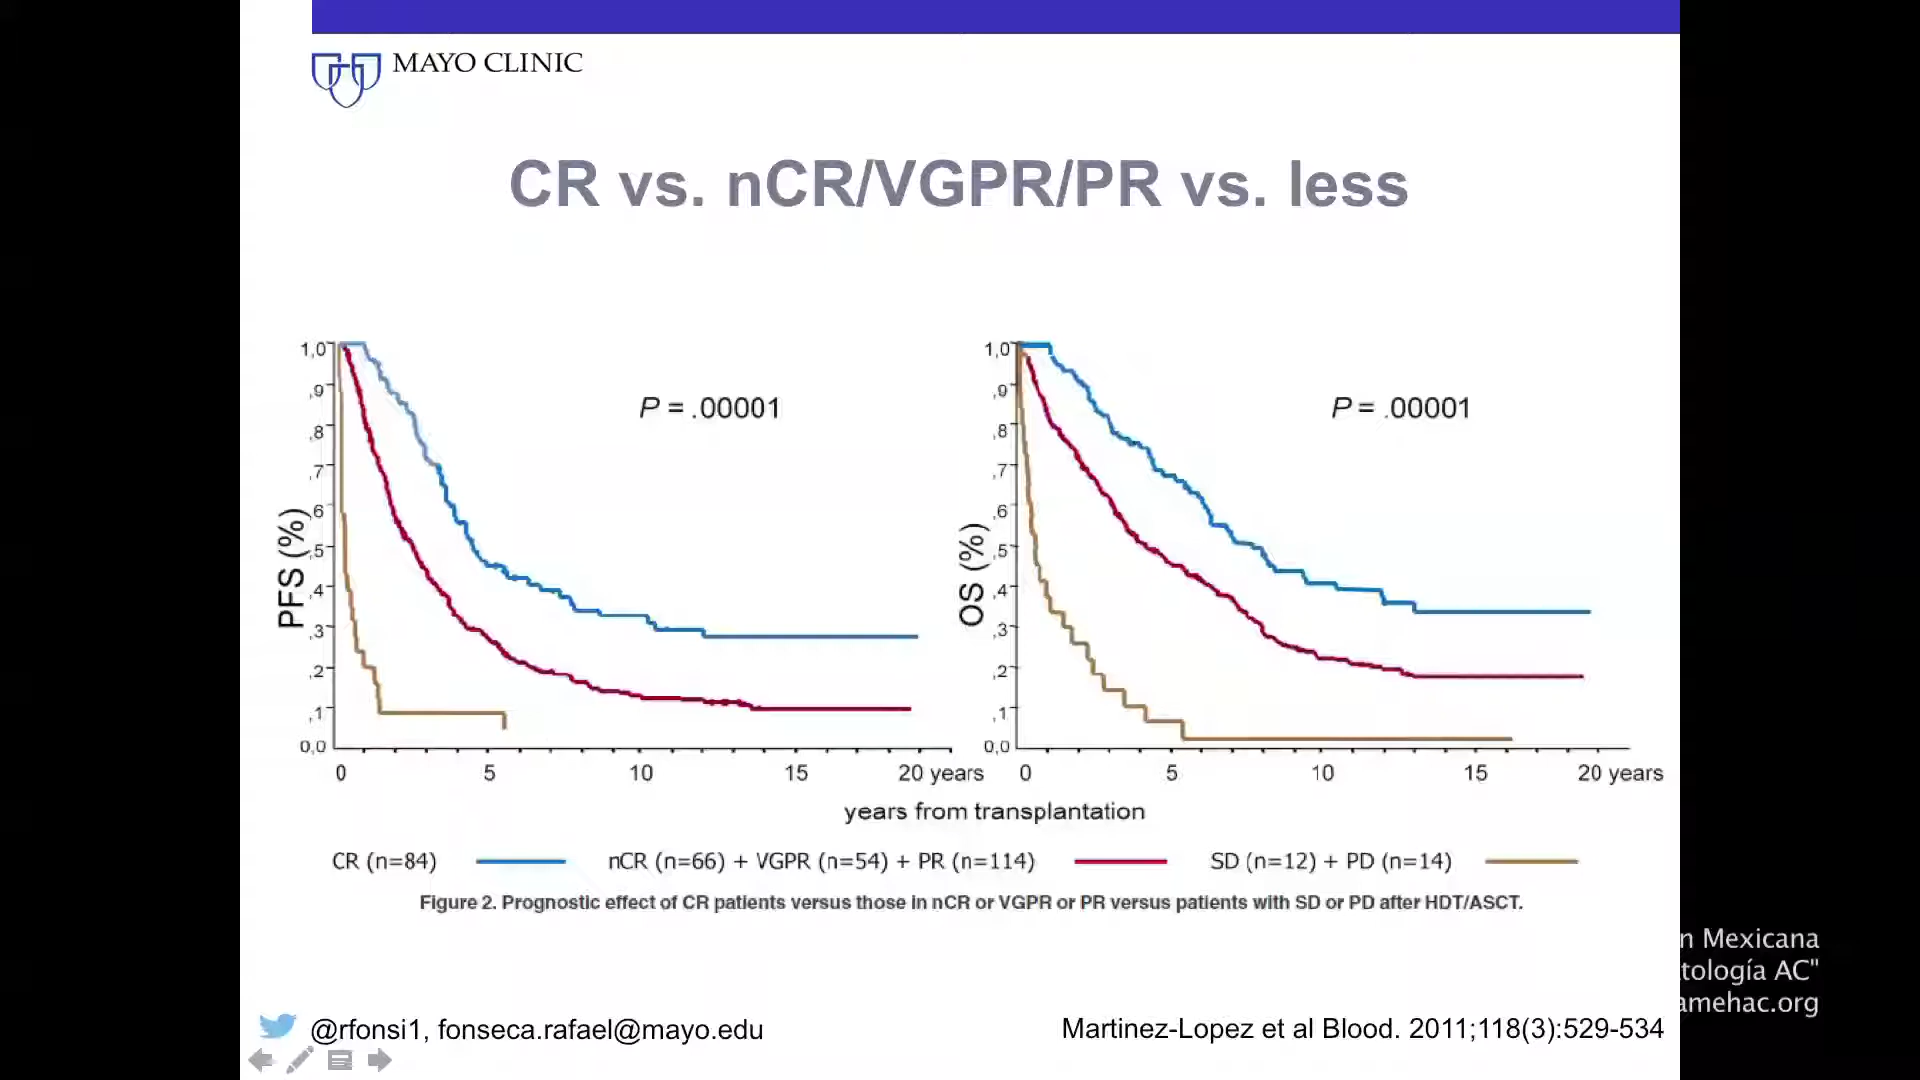 MAYO CLINIC
CR vs. nCR/VGPR/PR vs. less
1,0
,9
,8
,7
,6
,5
,4
,3
,2
,1
0,0
PFS (%)
P = .00001
0 5 10 15 20 years
1,0
,9
,8
,7
,6
,5
,4
,3
,2
,1
0,0
OS (%)
P = .00001
0 5 10 15 20 years
years from transplantation
CR (n=84) nCR (n=66) + VGPR (n=54) + PR (n=114) SD (n=12) + PD (n=14)
Figure 2. Prognostic effect of CR patients versus those in nCR or VGPR or PR versus patients with SD or PD after HDT/ASCT.
n Mexicana
tología AC"
amehac.org
@rfonsi1, fonseca.rafael@mayo.edu
Martinez-Lopez et al Blood. 2011;118(3):529-534